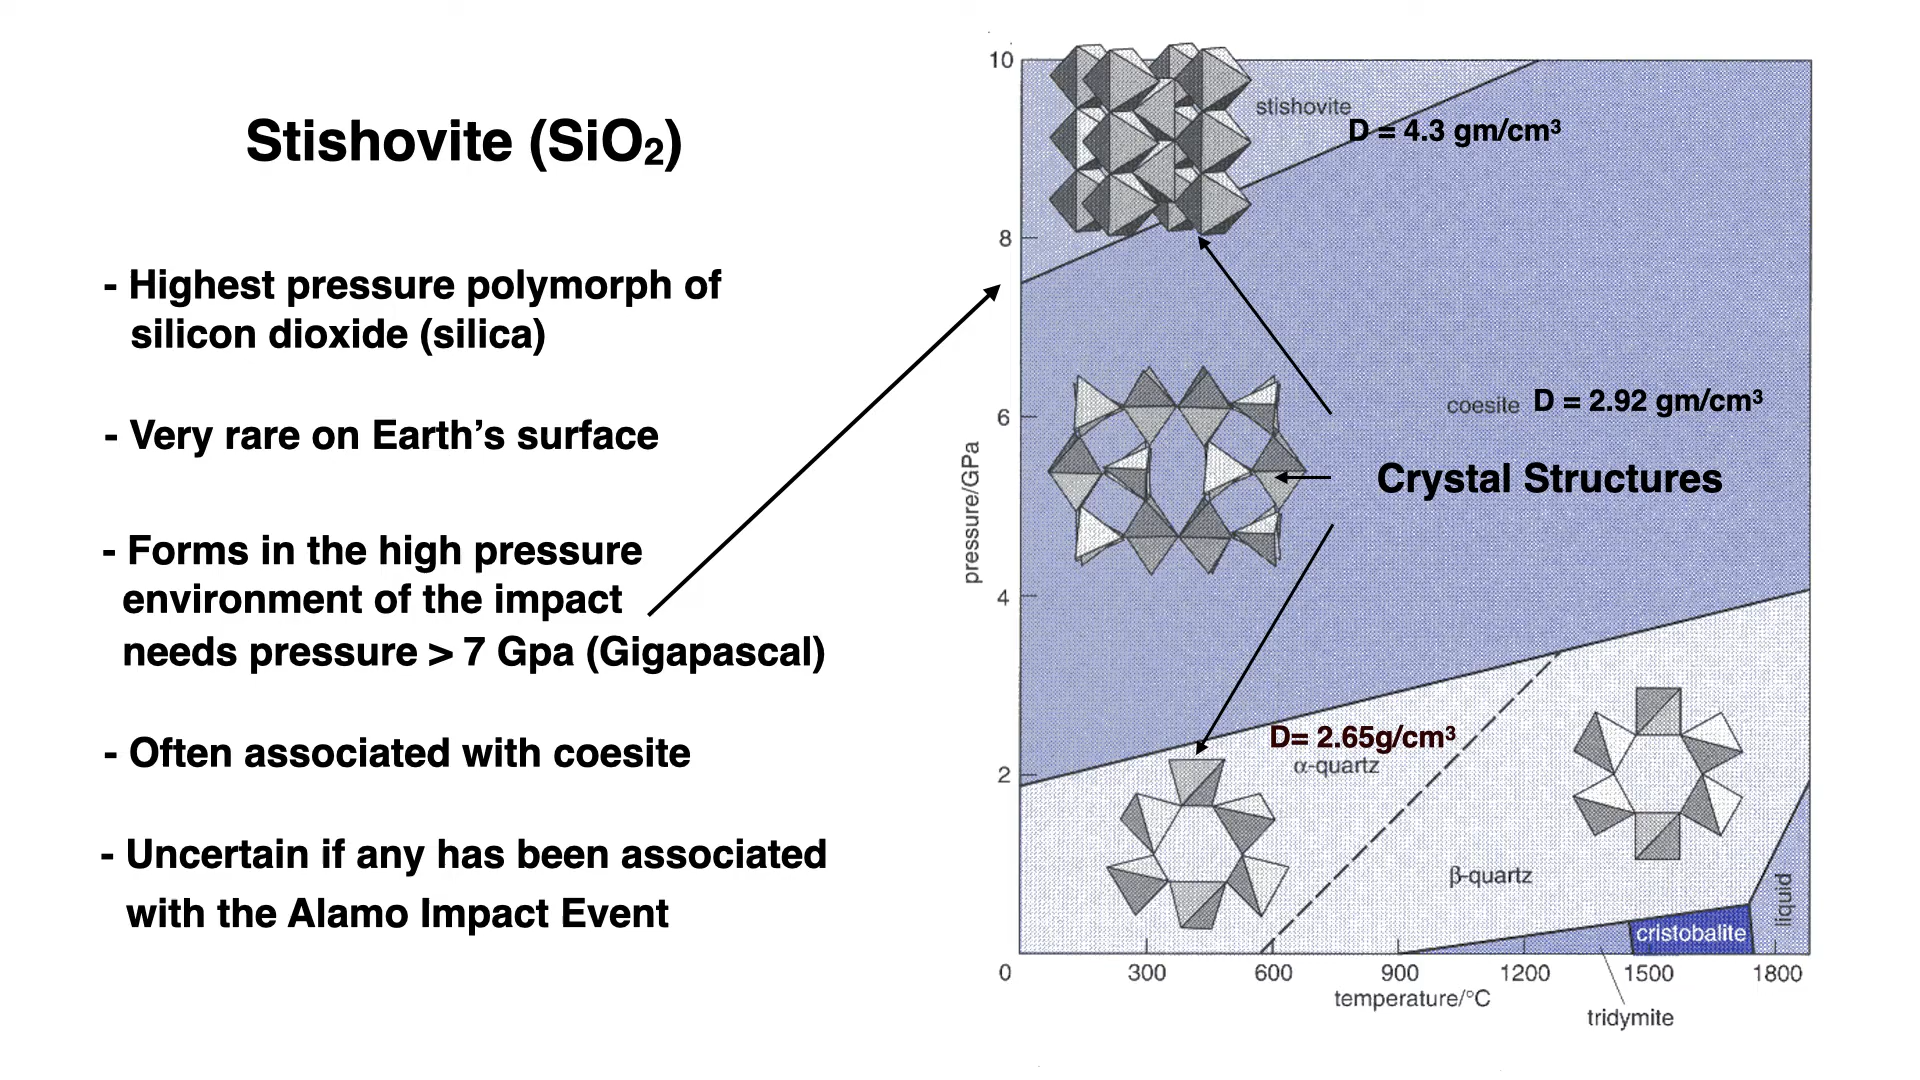 Stishovite (SiO₂)
- Highest pressure polymorph of
silicon dioxide (silica)
- Very rare on Earth’s surface
- Forms in the high pressure
environment of the impact
needs pressure > 7 Gpa (Gigapascal)
- Often associated with coesite
- Uncertain if any has been associated
with the Alamo Impact Event
10
8
6
4
2
0
pressure/GPa
stishovite
D = 4.3 gm/cm³
coesite D = 2.92 gm/cm³
Crystal Structures
D= 2.65g/cm³
α-quartz
β-quartz
liquid
cristobalite
300 600 900 1200 1500 1800
temperature/°C
tridymite